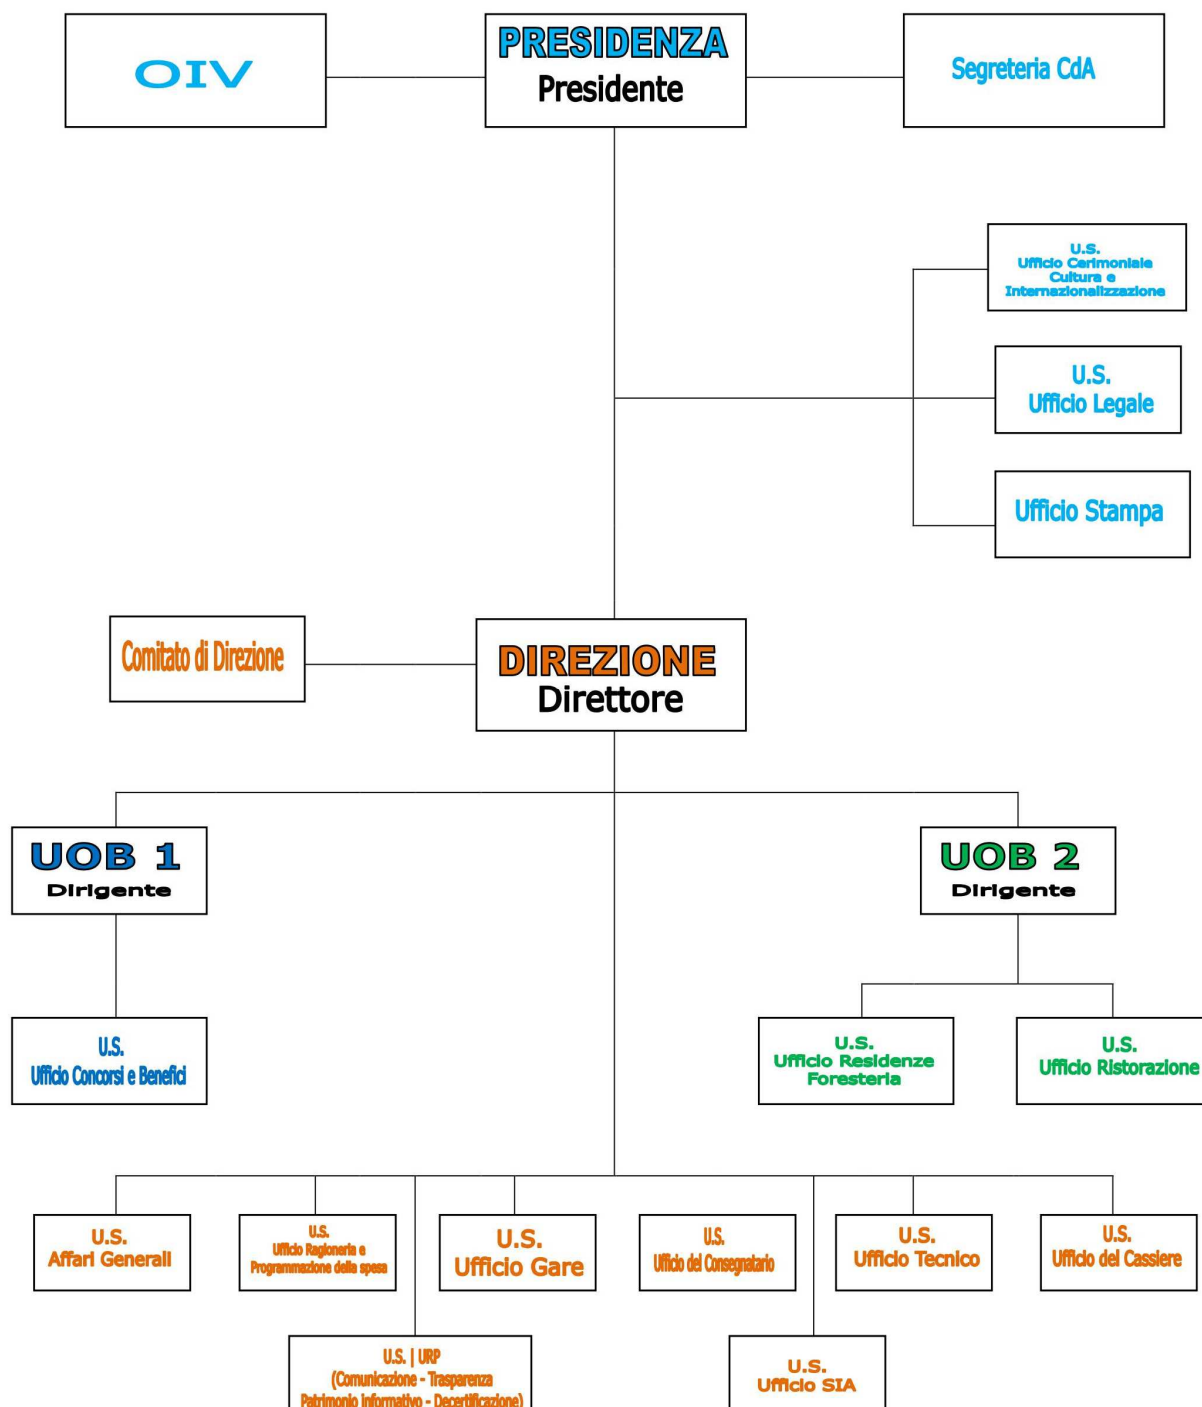 OIV
PRESIDENZA
Presidente
Segreteria CdA
U.S.
Ufficio Cerimoniale
Cultura e
Internazionalizzazione
U.S.
Ufficio Legale
Ufficio Stampa
Comitato di Direzione
DIREZIONE
Direttore
UOB 1
Dirigente
UOB 2
Dirigente
U.S.
Ufficio Concorsi e Benefici
U.S.
Ufficio Residenze
Foresteria
U.S.
Ufficio Ristorazione
U.S.
Affari Generali
U.S.
Ufficio Ragioneria e
Programmazione della spesa
U.S.
Ufficio Gare
U.S.
Ufficio del Consegnatario
U.S.
Ufficio Tecnico
U.S.
Ufficio del Cassiere
U.S. | URP
(Comunicazione - Trasparenza
Patrimonio informativo - Decertificazione)
U.S.
Ufficio SIA